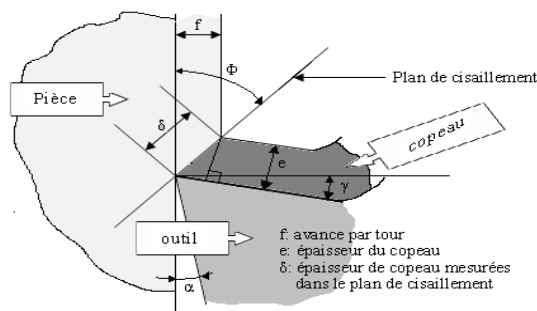 f
Φ
Plan de cisaillement
Pièce
δ
copeau
e
γ
outil
f: avance par tour
e: épaisseur du copeau
δ: épaisseur de copeau mesurées
dans le plan de cisaillement
α